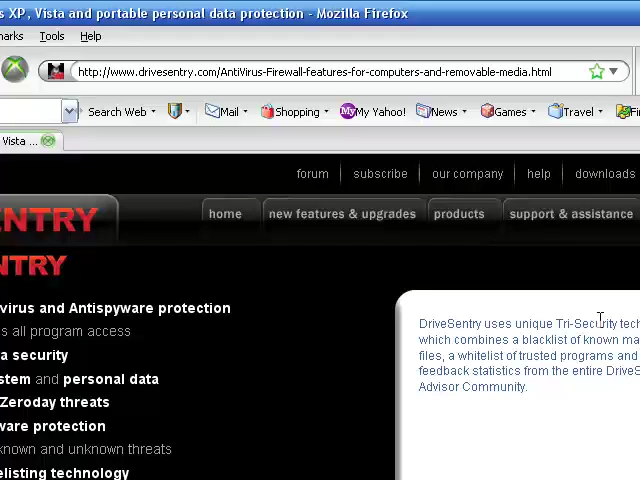 s XP, Vista and portable personal data protection - Mozilla Firefox
marks Tools Help
http://www.drivesentry.com/AntiVirus-Firewall-features-for-computers-and-removable-media.html
Search Web Mail Shopping My Yahoo! News Games Travel Fi
Vista ...
forum subscribe our company help downloads
ENTRY
home new features & upgrades products support & assistance
NTRY
virus and Antispyware protection
s all program access
a security
stem and personal data
Zeroday threats
ware protection
known and unknown threats
elisting technology
DriveSentry uses unique Tri-Security tech
which combines a blacklist of known ma
files, a whitelist of trusted programs and
feedback statistics from the entire DriveS
Advisor Community.